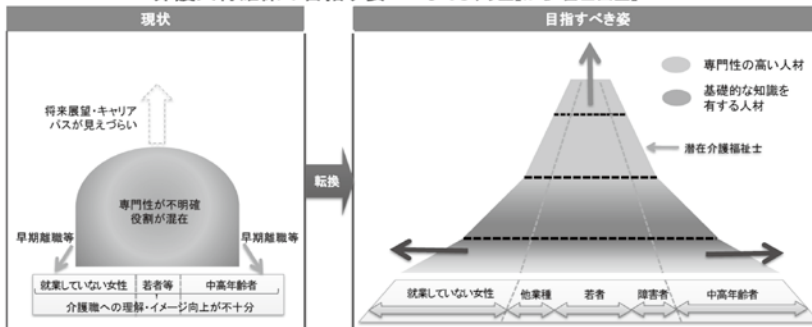 現状
将来展望・キャリア
パスが見えづらい
専門性が不明確
役割が混在
早期離職等
早期離職等
就業していない女性
若者等
中高年齢者
介護職への理解・イメージ向上が不十分
転換
目指すべき姿
専門性の高い人材
基礎的な知識を
有する人材
潜在介護福祉士
就業していない女性
他業種
若者
障害者
中高年齢者